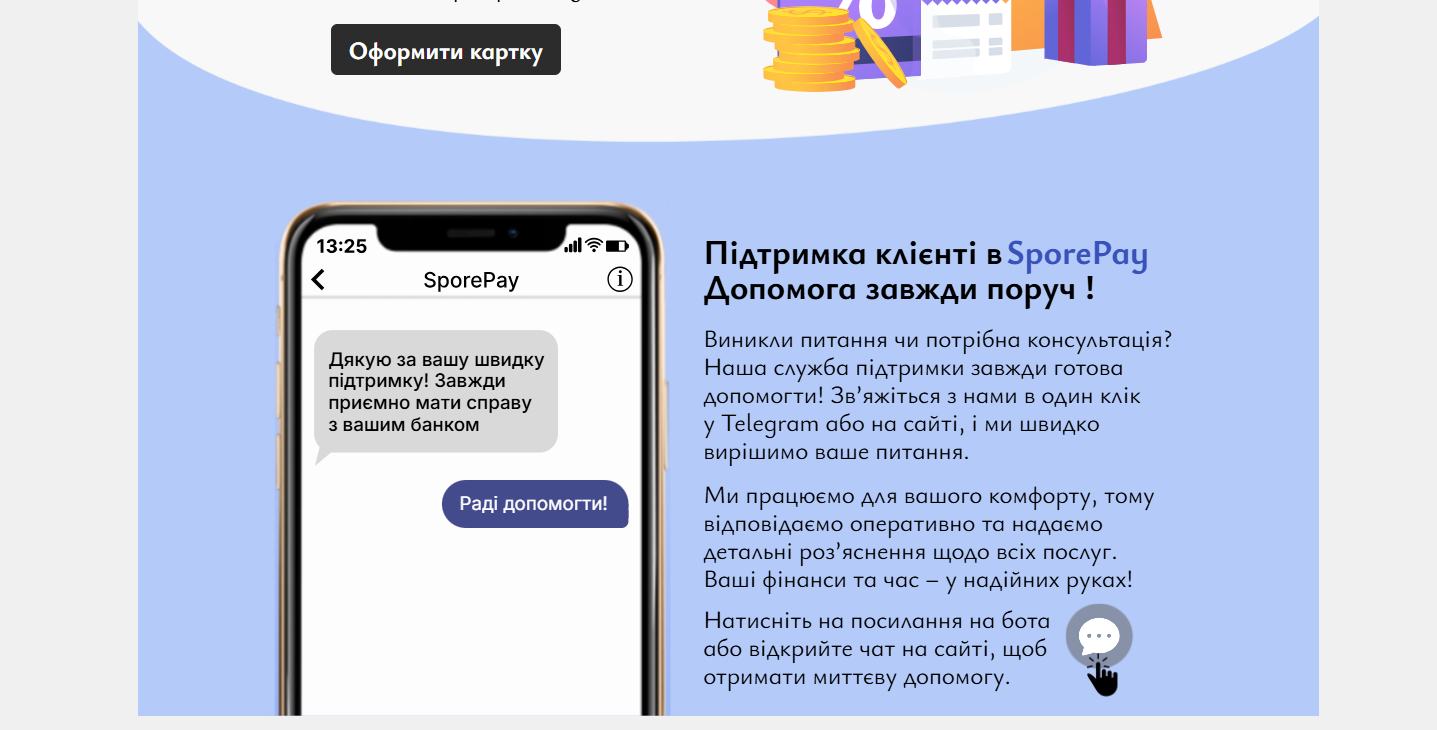 Оформити картку
%
13:25
SporePay
Дякую за вашу швидку
підтримку! Завжди
приємно мати справу
з вашим банком
Раді допомогти!
Підтримка клієнті в SporePay
Допомога завжди поруч !
Виникли питання чи потрібна консультація?
Наша служба підтримки завжди готова
допомогти! Зв’яжіться з нами в один клік
у Telegram або на сайті, і ми швидко
вирішимо ваше питання.
Ми працюємо для вашого комфорту, тому
відповідаємо оперативно та надаємо
детальні роз’яснення щодо всіх послуг.
Ваші фінанси та час – у надійних руках!
Натисніть на посилання на бота
або відкрийте чат на сайті, щоб
отримати миттєву допомогу.